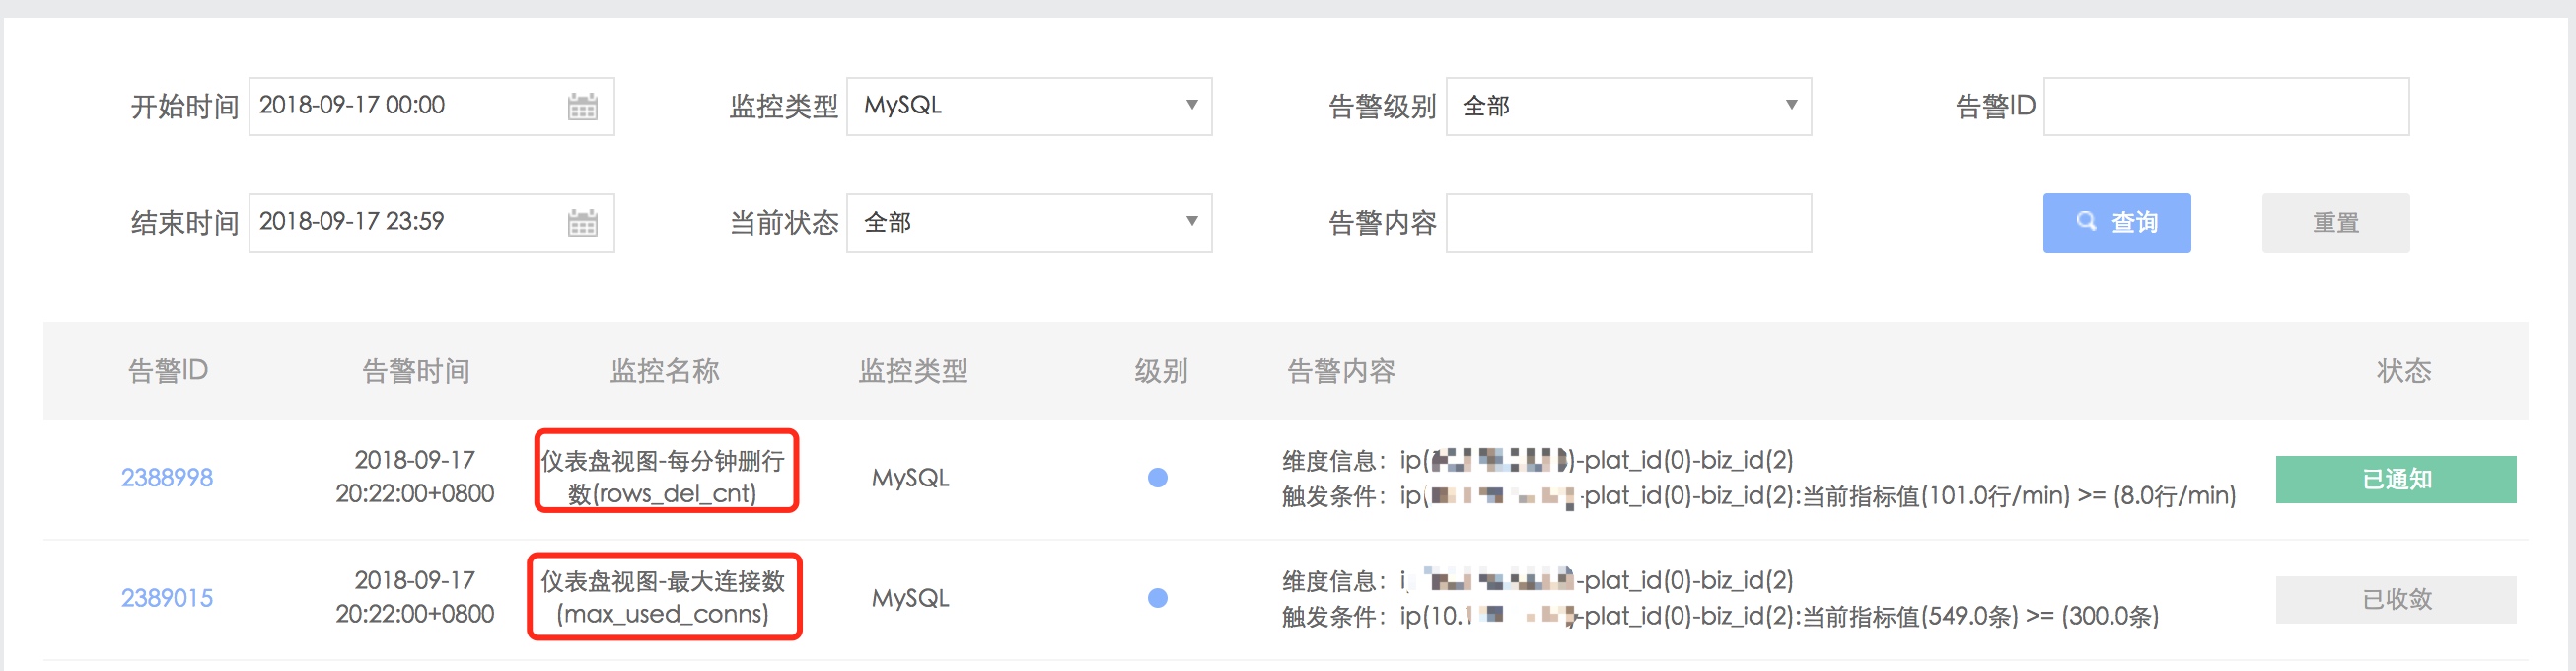 开始时间 2018-09-17 00:00 监控类型 MySQL 告警级别 全部 告警ID
结束时间 2018-09-17 23:59 当前状态 全部 告警内容 查询 重置
告警ID 告警时间 监控名称 监控类型 级别 告警内容 状态
2388998
2018-09-17
20:22:00+0800
仪表盘视图-每分钟删行
数(rows_del_cnt)
MySQL
维度信息：ip( )-plat_id(0)-biz_id(2)
触发条件：ip( -plat_id(0)-biz_id(2):当前指标值(101.0行/min) >= (8.0行/min)
已通知
2389015
2018-09-17
20:22:00+0800
仪表盘视图-最大连接数
(max_used_conns)
MySQL
维度信息：i -plat_id(0)-biz_id(2)
触发条件：ip(10. -plat_id(0)-biz_id(2):当前指标值(549.0条) >= (300.0条)
已收敛